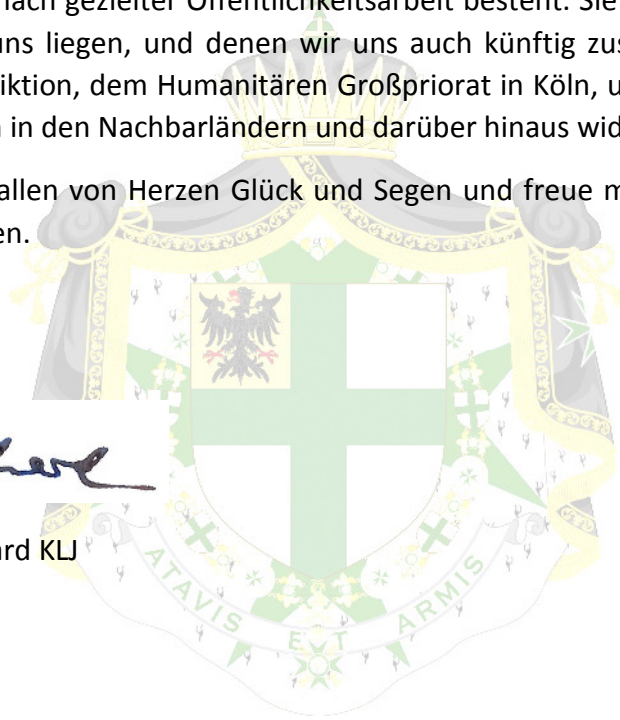 nach gezielter Öffentlichkeitsarbeit besteht. Sie
uns liegen, und denen wir uns auch künftig zus
iktion, dem Humanitären Großpriorat in Köln, u
n in den Nachbarländern und darüber hinaus wid
allen von Herzen Glück und Segen und freue m
en.
ard KLJ
ATAVIS ET ARMIS